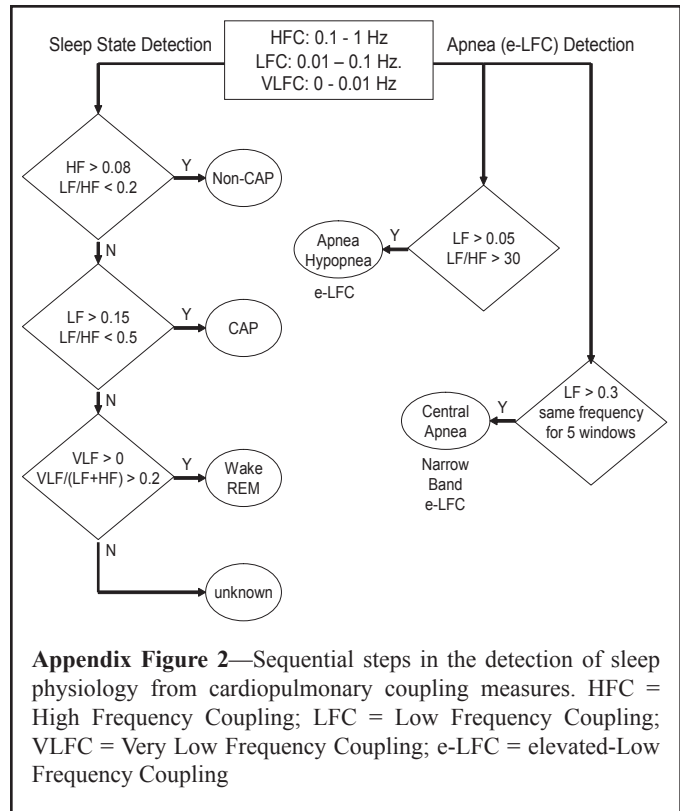 Sleep State Detection
HFC: 0.1 - 1 Hz
LFC: 0.01 – 0.1 Hz.
VLFC: 0 - 0.01 Hz
Apnea (e-LFC) Detection
HF > 0.08
LF/HF < 0.2
Y
Non-CAP
N
LF > 0.15
LF/HF < 0.5
Y
CAP
N
VLF > 0
VLF/(LF+HF) > 0.2
Y
Wake
REM
N
unknown
LF > 0.05
LF/HF > 30
Y
Apnea
Hypopnea
e-LFC
LF > 0.3
same frequency
for 5 windows
Y
Central
Apnea
Narrow
Band
e-LFC
Appendix Figure 2—Sequential steps in the detection of sleep
physiology from cardiopulmonary coupling measures. HFC =
High Frequency Coupling; LFC = Low Frequency Coupling;
VLFC = Very Low Frequency Coupling; e-LFC = elevated-Low
Frequency Coupling